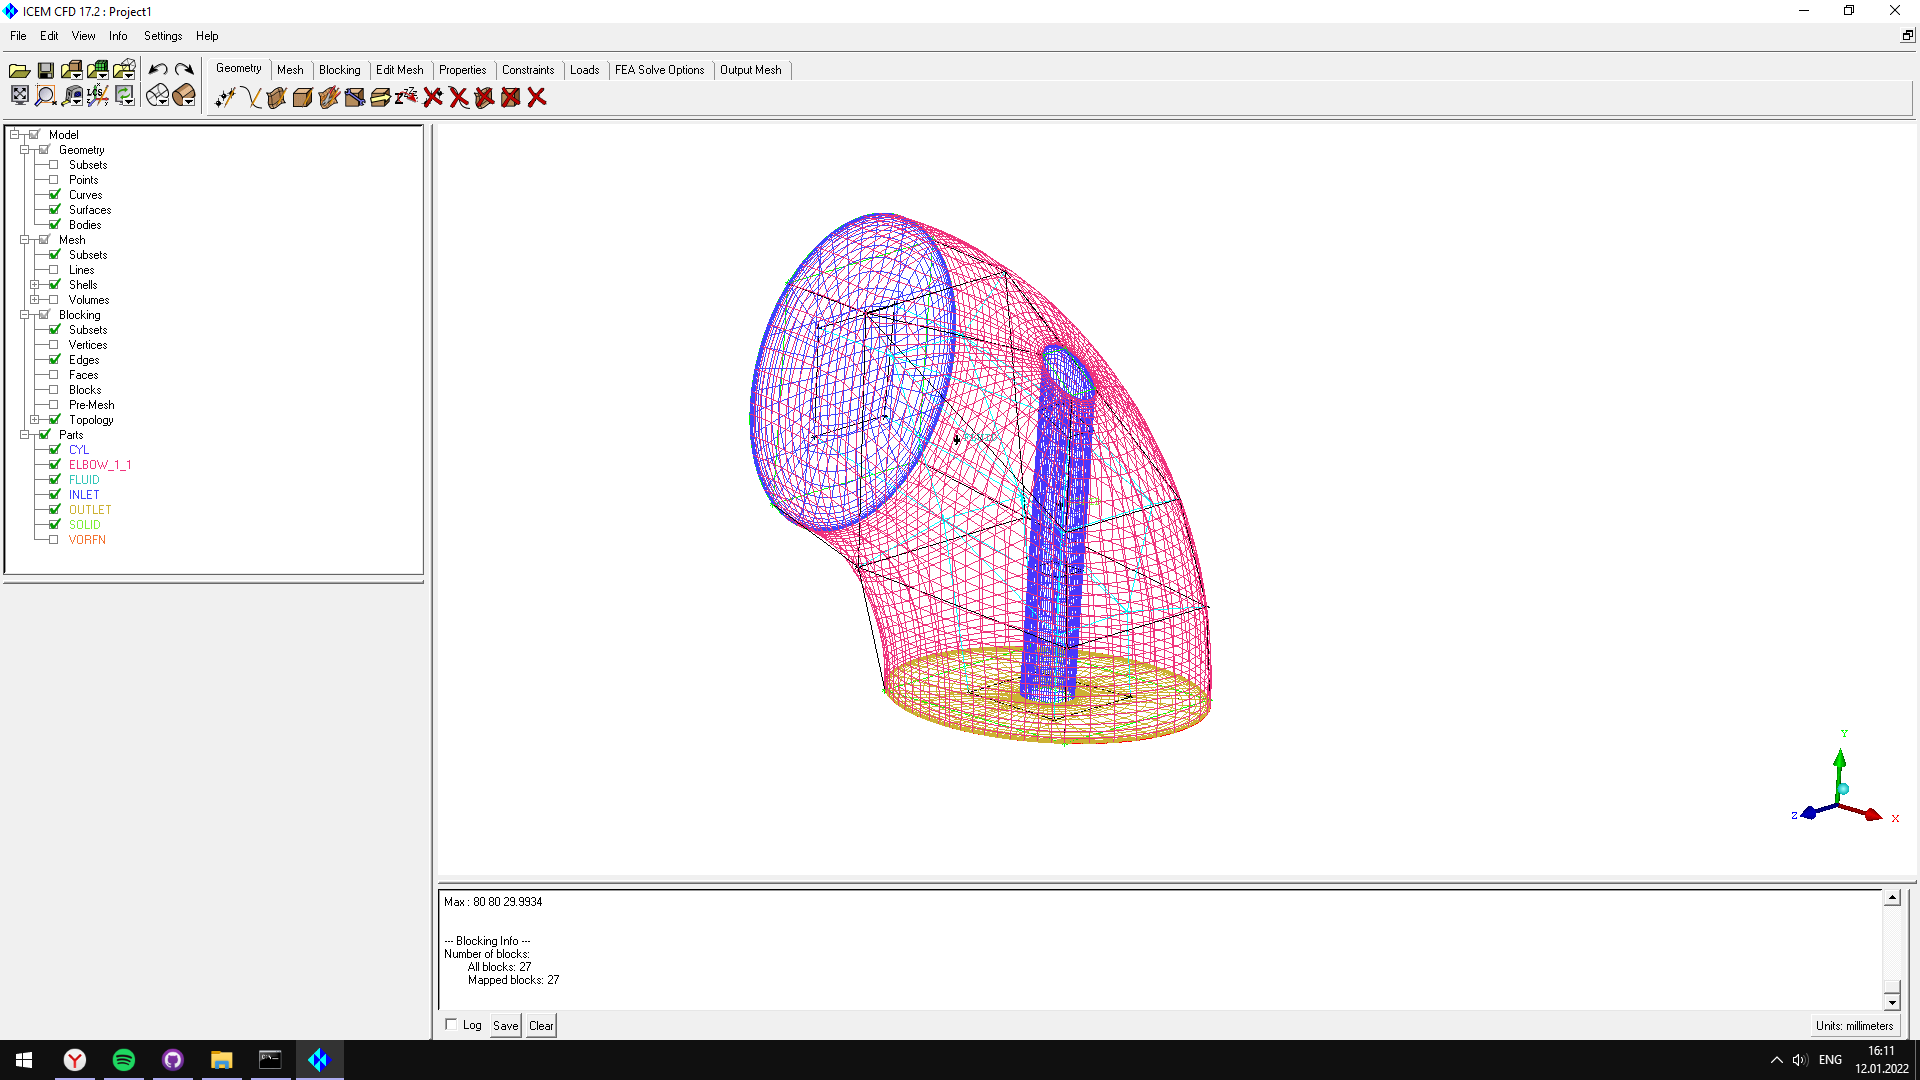 ICEM CFD 17.2 : Project1
File Edit View Info Settings Help
Geometry Mesh Blocking Edit Mesh Properties Constraints Loads FEA Solve Options Output Mesh
LCS
Model
Geometry
Subsets
Points
Curves
Surfaces
Bodies
Mesh
Subsets
Lines
Shells
Volumes
Blocking
Subsets
Vertices
Edges
Faces
Blocks
Pre-Mesh
Topology
Parts
CYL
ELBOW_1_1
FLUID
INLET
OUTLET
SOLID
VORFN
Y
Z
X
Max : 80 80 29.9934
--- Blocking Info ---
Number of blocks:
All blocks: 27
Mapped blocks: 27
Log Save Clear
Units: millimeters
ENG
16:11
12.01.2022